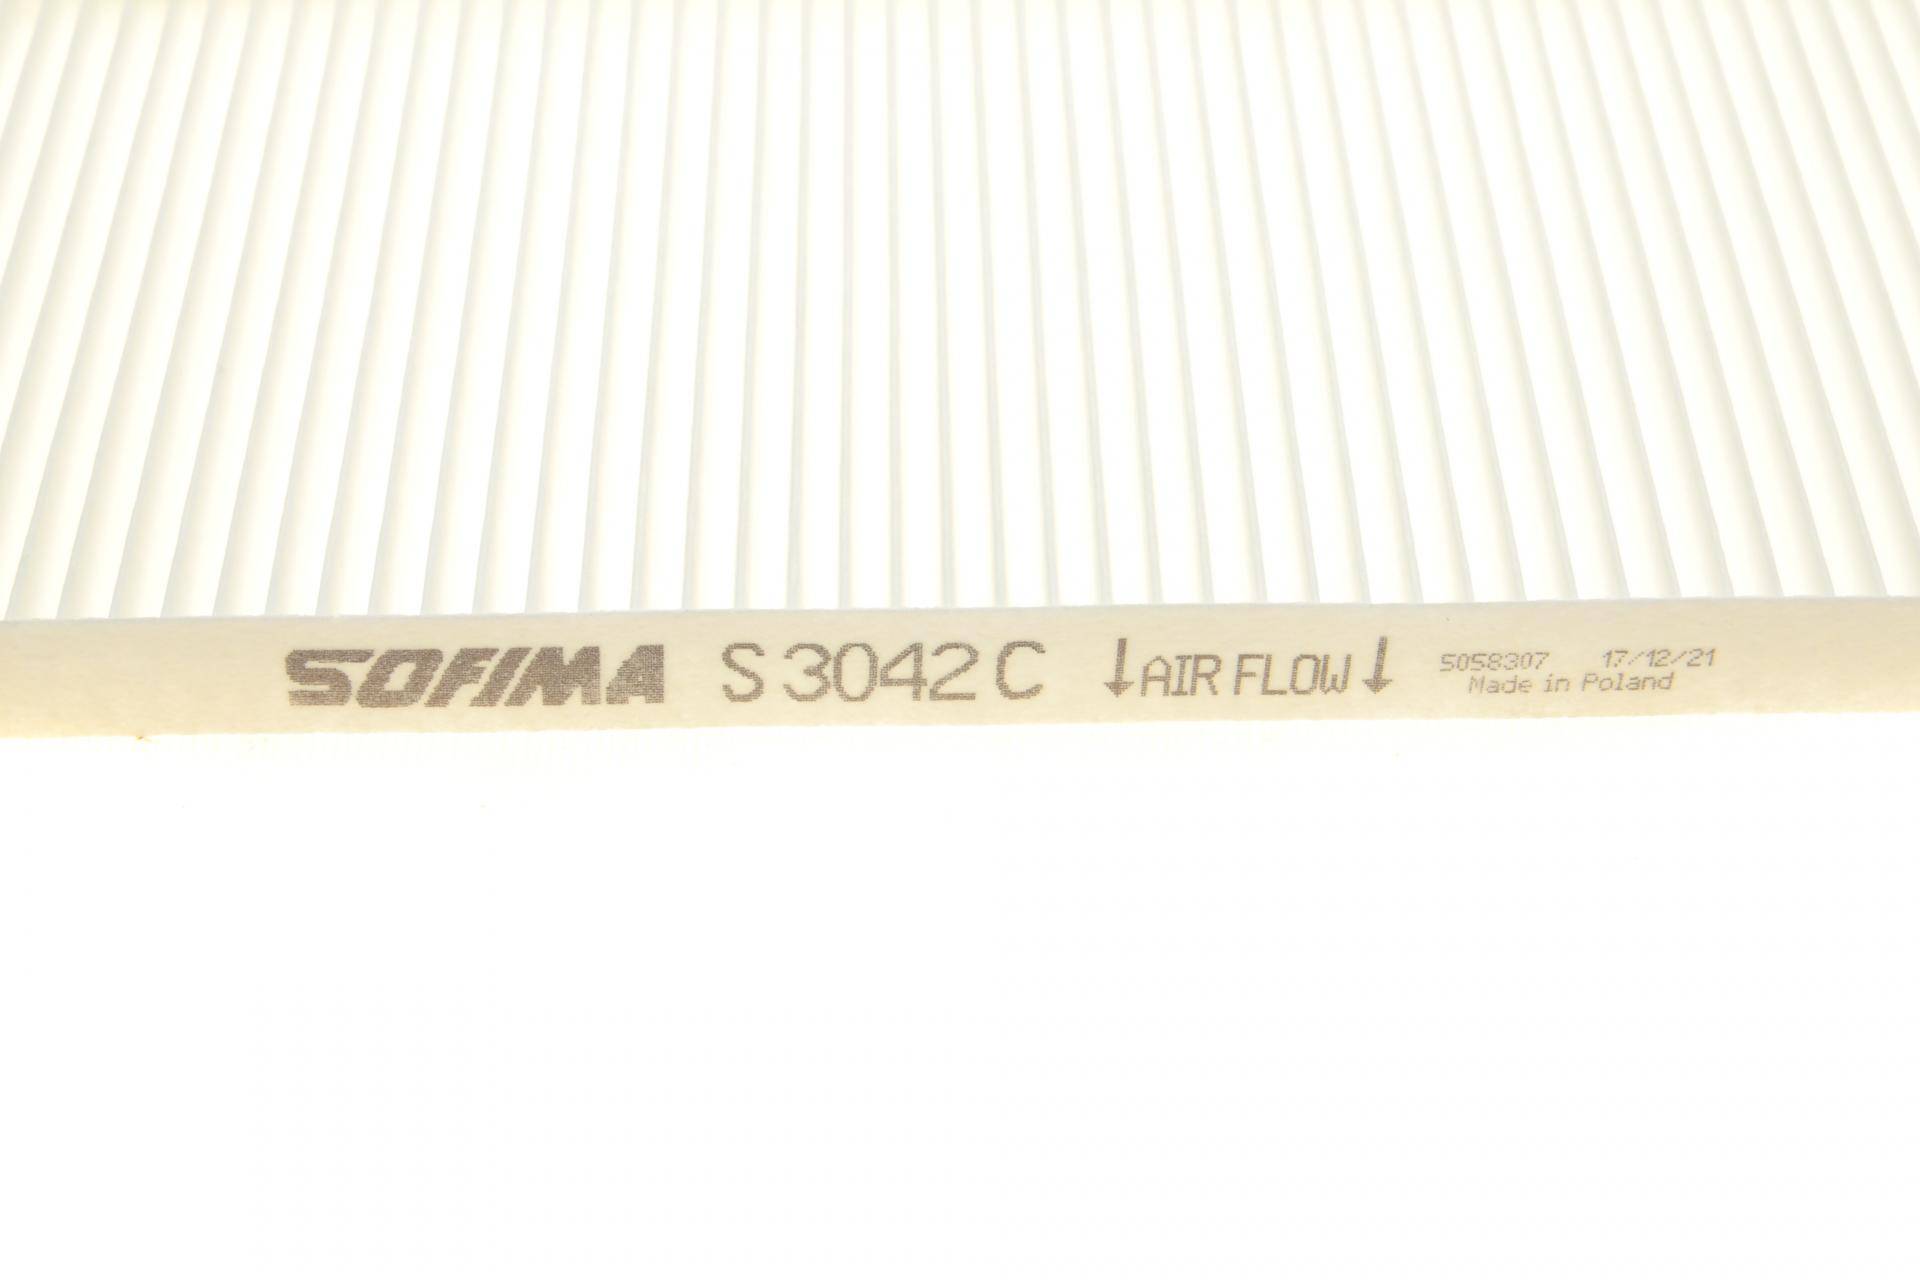 SOFIMA S 3042 C ↓AIR FLOW↓ 5058307 17/12/21
Made in Poland